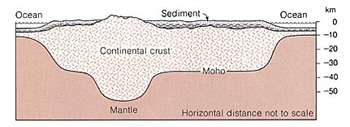 Ocean
Sediment
Ocean
km
0
-10
-20
-30
-40
-50
Continental crust
Moho
Mantle
Horizontal distance not to scale